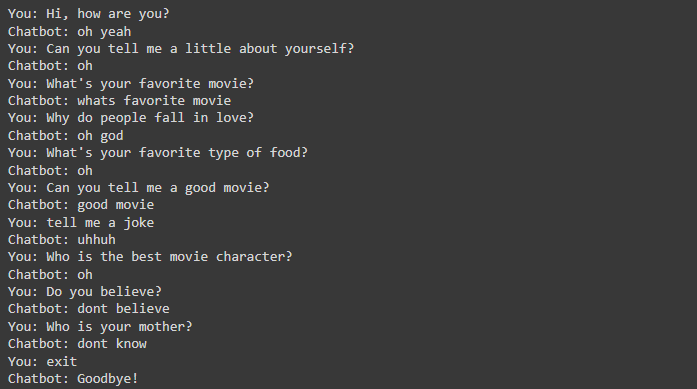 You: Hi, how are you?
Chatbot: oh yeah
You: Can you tell me a little about yourself?
Chatbot: oh
You: What's your favorite movie?
Chatbot: whats favorite movie
You: Why do people fall in love?
Chatbot: oh god
You: What's your favorite type of food?
Chatbot: oh
You: Can you tell me a good movie?
Chatbot: good movie
You: tell me a joke
Chatbot: uhhuh
You: Who is the best movie character?
Chatbot: oh
You: Do you believe?
Chatbot: dont believe
You: Who is your mother?
Chatbot: dont know
You: exit
Chatbot: Goodbye!